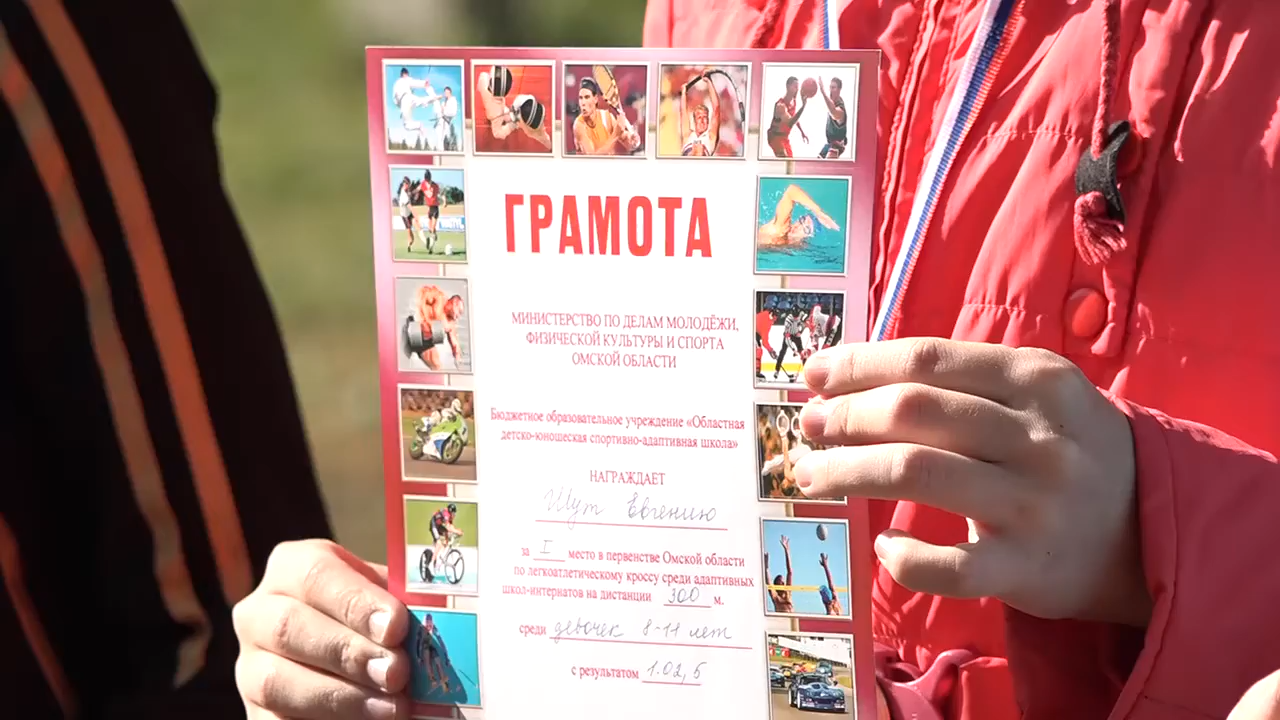 ГРАМОТА
МИНИСТЕРСТВО ПО ДЕЛАМ МОЛОДЁЖИ,
ФИЗИЧЕСКОЙ КУЛЬТУРЫ И СПОРТА
ОМСКОЙ ОБЛАСТИ
Бюджетное образовательное учреждение «Областная
детско-юношеская спортивно-адаптивная школа»
НАГРАЖДАЕТ
Шут Евгению
за I место в первенстве Омской области
по легкоатлетическому кроссу среди адаптивных
школ-интернатов на дистанции 300 м.
среди девочек 8-11 лет
с результатом 1.02,5